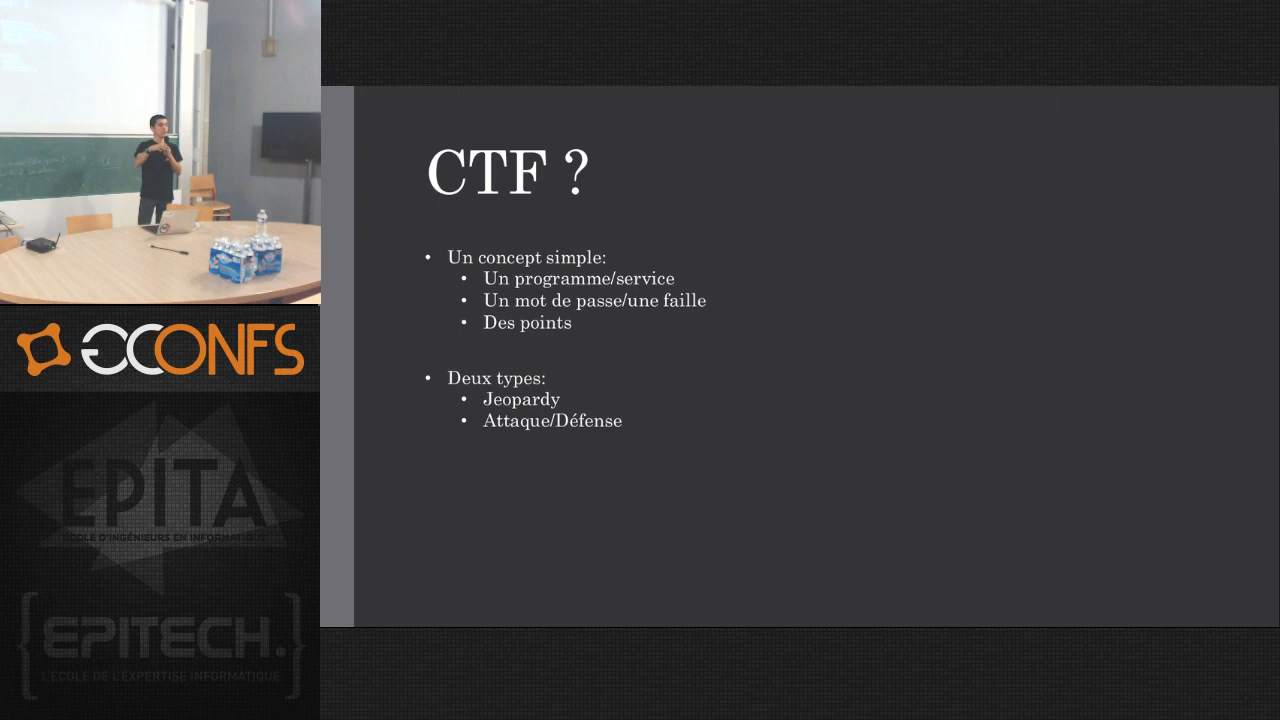 CTF ?
• Un concept simple:
• Un programme/service
• Un mot de passe/une faille
• Des points
• Deux types:
• Jeopardy
• Attaque/Défense
GCONFS
EPITA
ÉCOLE D'INGÉNIEURS EN INFORMATIQUE
{EPITECH.}
L'ÉCOLE DE L'EXPERTISE INFORMATIQUE